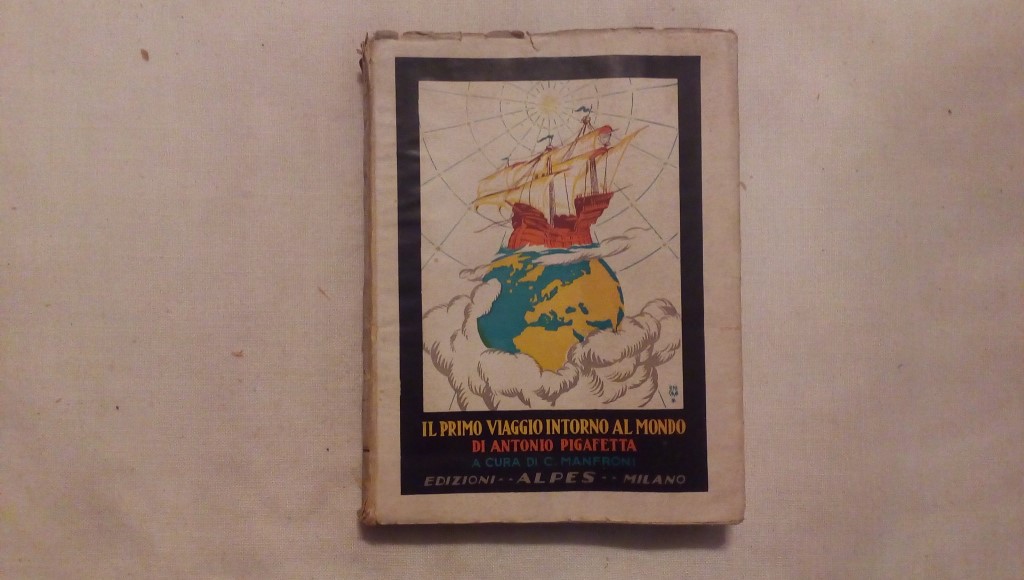 IL PRIMO VIAGGIO INTORNO AL MONDO
DI ANTONIO PIGAFETTA
A CURA DI C. MANFRONI
EDIZIONI -- ALPES -- MILANO